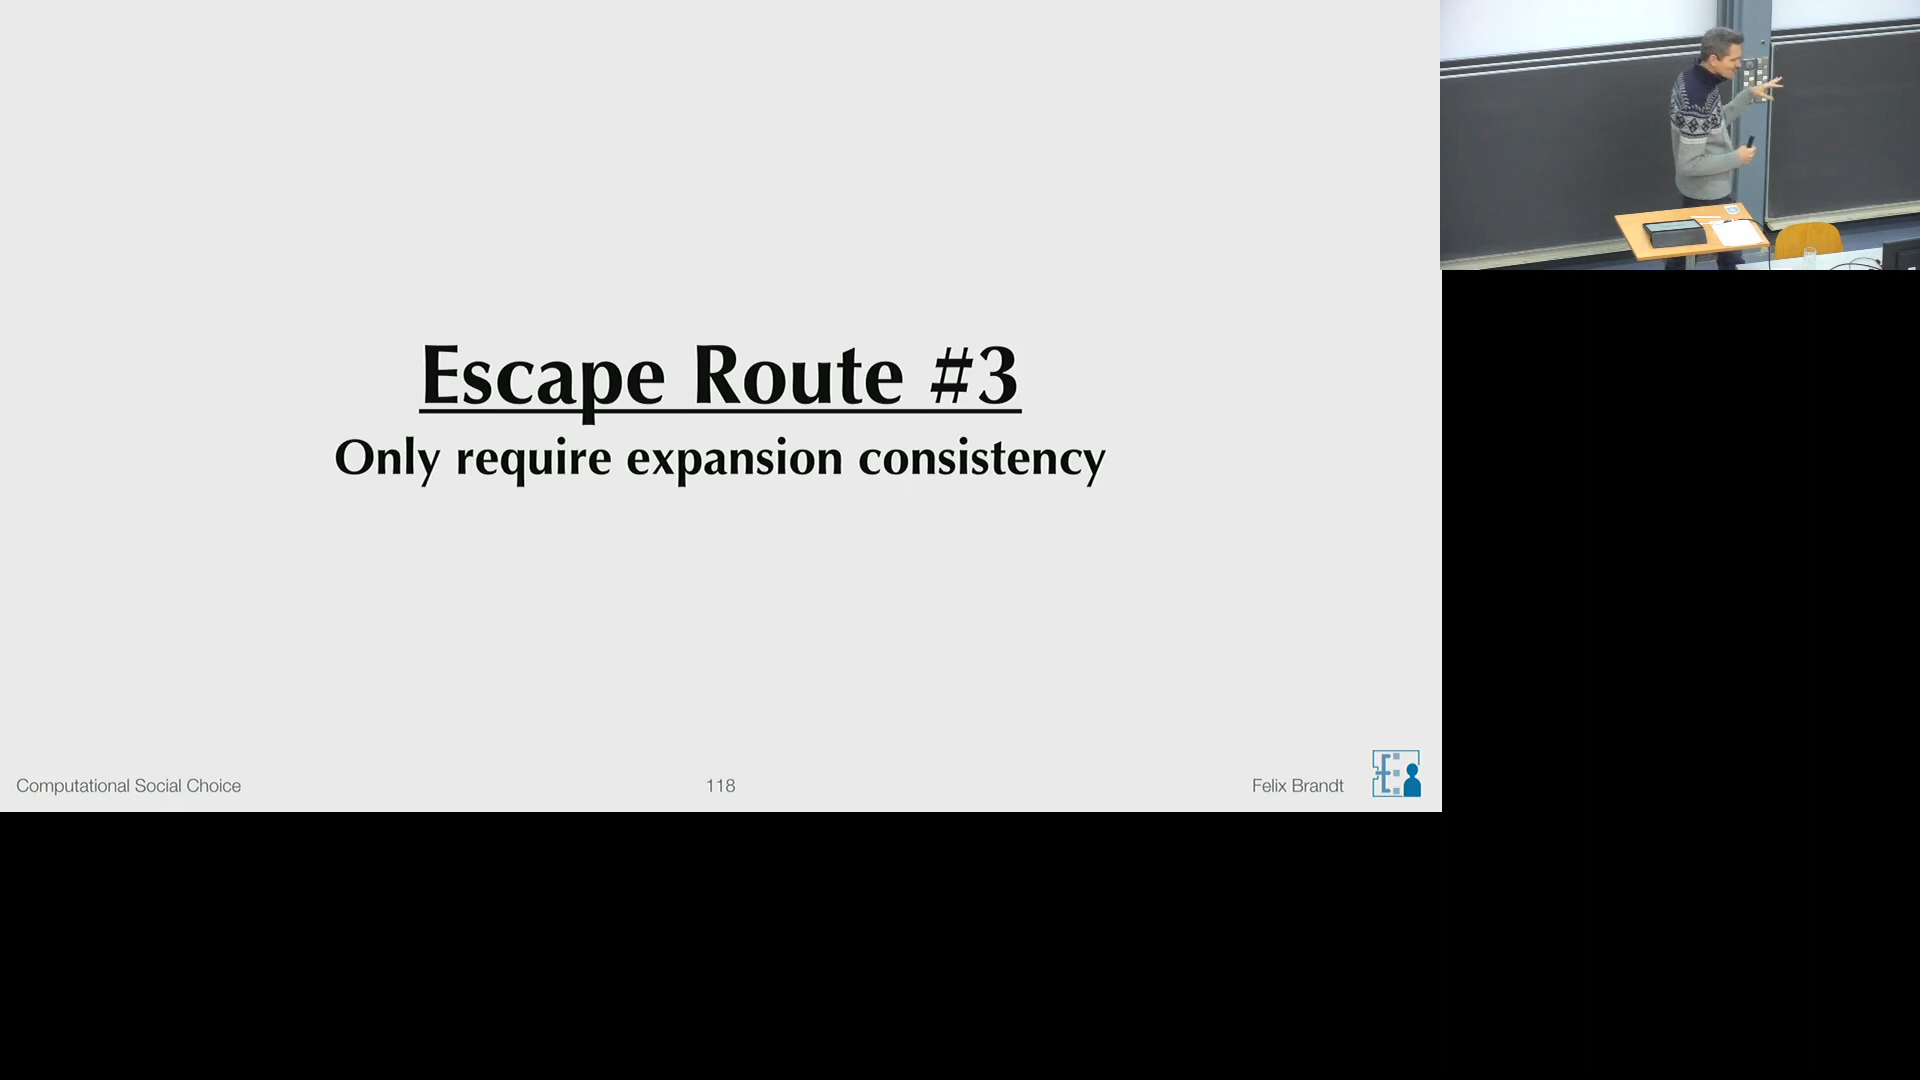 Escape Route #3
Only require expansion consistency
Computational Social Choice
118
Felix Brandt